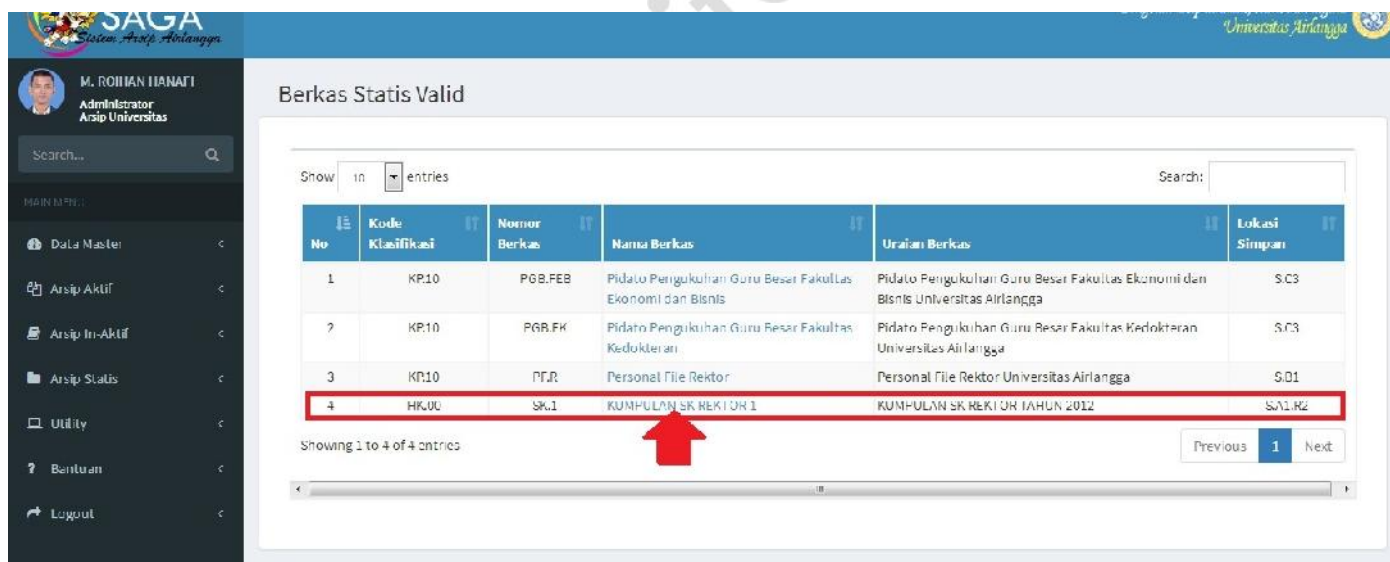 SAGA
Sistem Arsip Airlangga
Universitas Airlangga
M. ROIHAN HANAFI
Administrator
Arsip Universitas
Search...
MAIN MENU
Data Master
Arsip Aktif
Arsip In-Aktif
Arsip Statis
Utility
Bantuan
Logout
Berkas Statis Valid
Show 10 entries
Search:
No Kode Klasifikasi Nomor Berkas Nama Berkas Uraian Berkas Lokasi Simpan
1 KP.10 PGB.FEB Pidato Pengukuhan Guru Besar Fakultas Pidato Pengukuhan Guru Besar Fakultas Ekonomi dan S.C3
Ekonomi dan Bisnis Bisnis Universitas Airlangga
2 KP.10 PGB.FK Pidato Pengukuhan Guru Besar Fakultas Pidato Pengukuhan Guru Besar Fakultas Kedokteran S.C3
Kedokteran Universitas Airlangga
3 KP.10 PF.R Personal File Rektor Personal File Rektor Universitas Airlangga S.B1
4 HK.00 SK.1 KUMPULAN SK REKTOR 1 KUMPULAN SK REKTOR TAHUN 2012 S.A1.R2
Showing 1 to 4 of 4 entries
Previous 1 Next